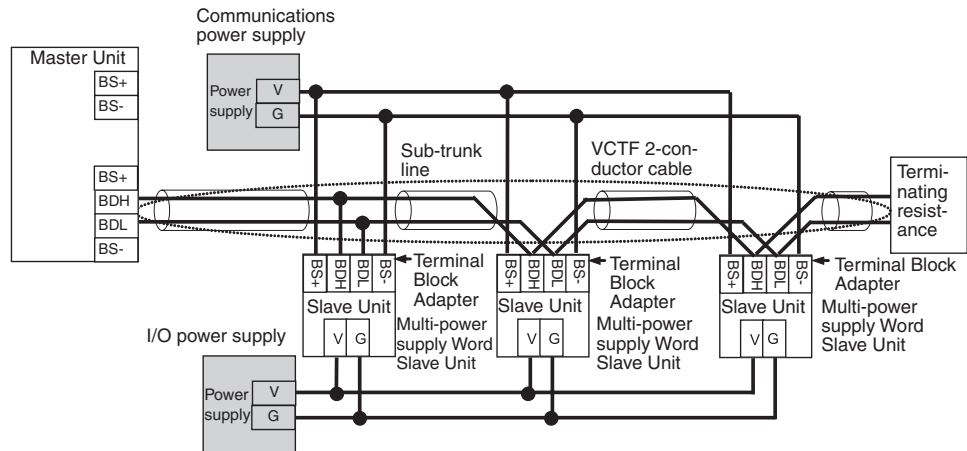 Communications
power supply
Master Unit
BS+
BS-
BS+
BDH
BDL
BS-
Power
supply
V
G
Sub-trunk
line
VCTF 2-con-
ductor cable
Termi-
nating
resist-
ance
BS+
BDH
BDL
BS-
Terminal
Block
Adapter
Slave Unit
V
G
Multi-power
supply Word
Slave Unit
BS+
BDH
BDL
BS-
Terminal
Block
Adapter
Slave Unit
V
G
Multi-power
supply Word
Slave Unit
BS+
BDH
BDL
BS-
Terminal Block
Adapter
Slave Unit
V
G
Multi-power
supply Word
Slave Unit
I/O power supply
Power
supply
V
G